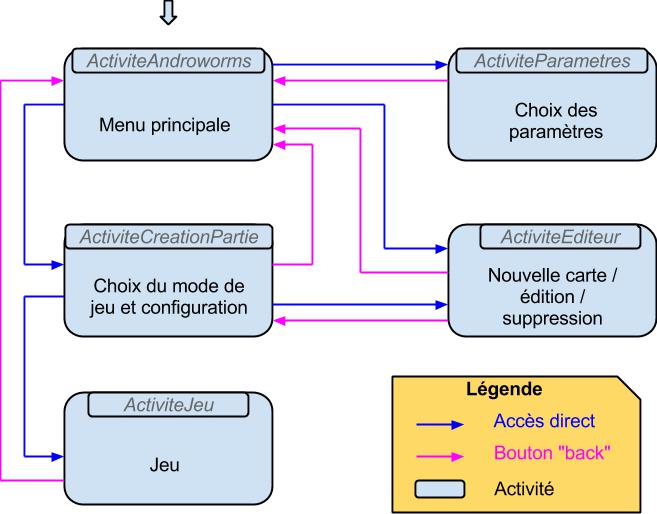 ActiviteAndroworms
Menu principale
ActiviteParametres
Choix des
paramètres
ActiviteCreationPartie
Choix du mode de
jeu et configuration
ActiviteEditeur
Nouvelle carte /
édition /
suppression
ActiviteJeu
Jeu
Légende
Accès direct
Bouton "back"
Activité